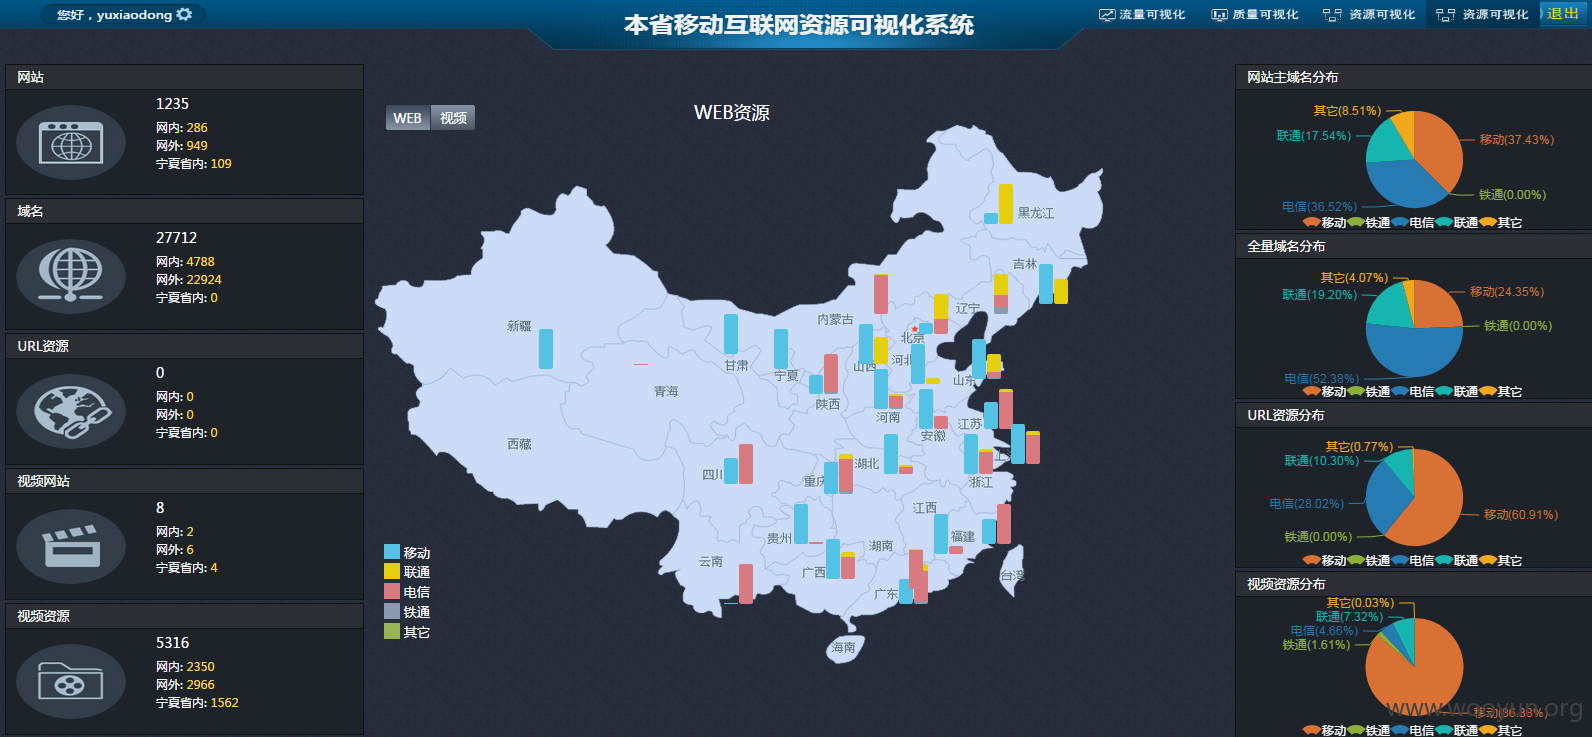 您好，yuxiaodong
本省移动互联网资源可视化系统
流量可视化
质量可视化
资源可视化
资源可视化
退出
网站
1235
网内: 286
网外: 949
宁夏省内: 109
域名
27712
网内: 4788
网外: 22924
宁夏省内: 0
URL资源
0
网内: 0
网外: 0
宁夏省内: 0
视频网站
8
网内: 2
网外: 6
宁夏省内: 4
视频资源
5316
网内: 2350
网外: 2966
宁夏省内: 1562
WEB 视频
WEB资源
黑龙江
吉林
辽宁
内蒙古
新疆
北京
甘肃
山西
河北
宁夏
山东
青海
陕西
河南
江苏
安徽
西藏
湖北
四川
重庆
浙江
江西
贵州
福建
湖南
云南
广西
台湾
广东
海南
移动
联通
电信
铁通
其它
网站主域名分布
其它(8.51%)
联通(17.54%)
移动(37.43%)
铁通(0.00%)
电信(36.52%)
移动 铁通 电信 联通 其它
全量域名分布
其它(4.07%)
联通(19.20%)
移动(24.35%)
铁通(0.00%)
电信(52.38%)
移动 铁通 电信 联通 其它
URL资源分布
其它(0.77%)
联通(10.30%)
电信(28.02%)
移动(60.91%)
铁通(0.00%)
移动 铁通 电信 联通 其它
视频资源分布
其它(0.03%)
联通(7.32%)
电信(4.66%)
铁通(1.61%)
www.wooyun.org
移动 铁通 电信 联通 其它